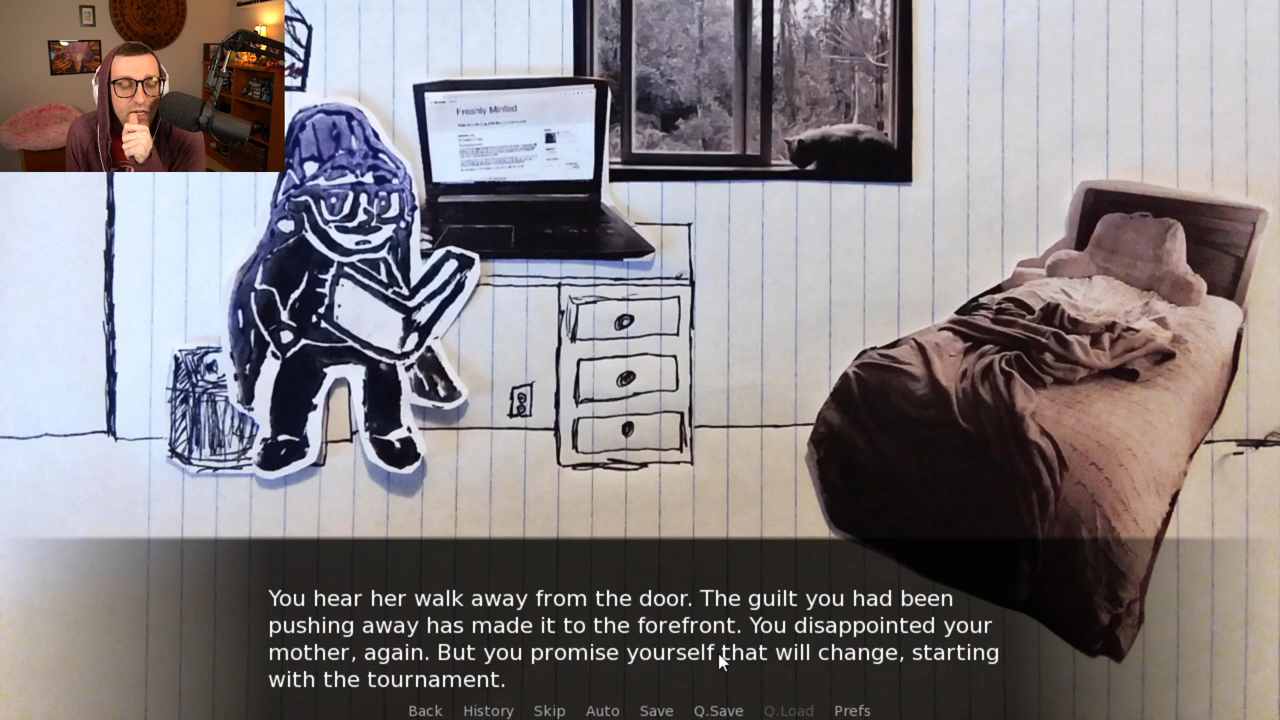 Freshly Minted
You hear her walk away from the door. The guilt you had been
pushing away has made it to the forefront. You disappointed your
mother, again. But you promise yourself that will change, starting
with the tournament.
Back History Skip Auto Save Q.Save Q.Load Prefs